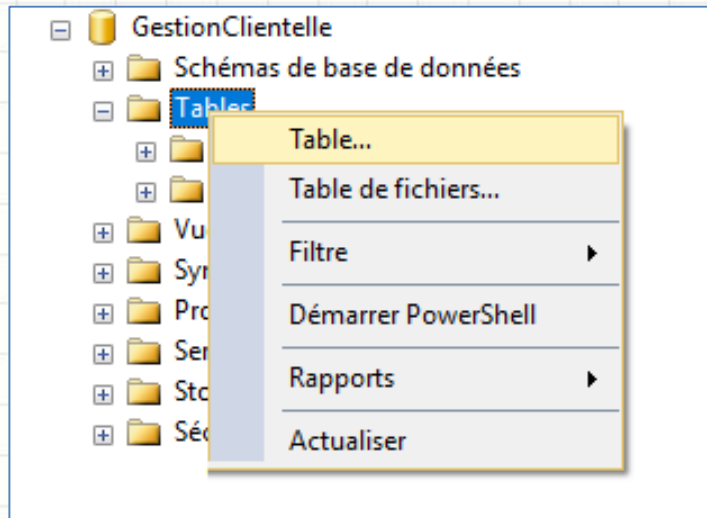 GestionClientelle
Schémas de base de données
Tables
Table...
Table de fichiers...
Filtre
Démarrer PowerShell
Rapports
Actualiser